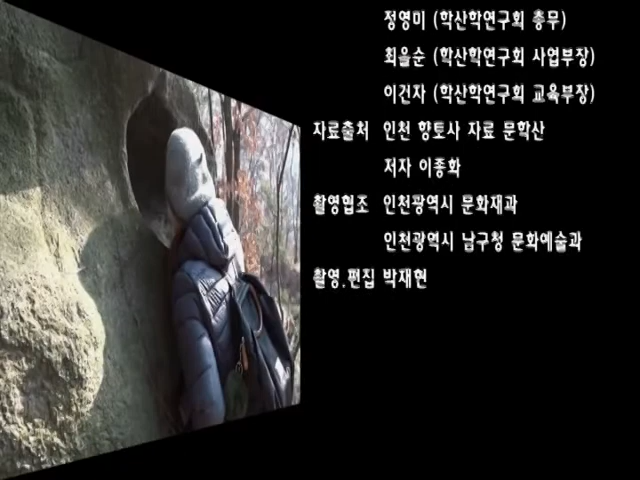 정영미 (학산학연구회 총무)
최을순 (학산학연구회 사업부장)
이건자 (학산학연구회 교육부장)
자료출처 인천 향토사 자료 문학산
저자 이종화
촬영협조 인천광역시 문화재과
인천광역시 남구청 문화예술과
촬영.편집 박재현